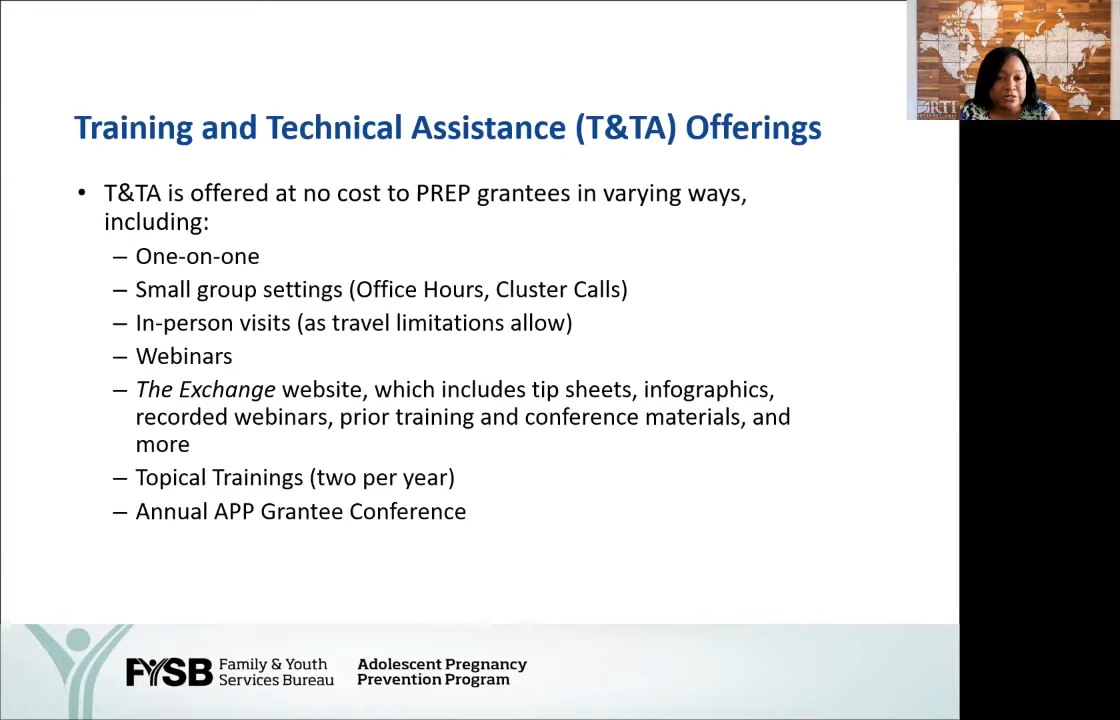 Training and Technical Assistance (T&TA) Offerings
• T&TA is offered at no cost to PREP grantees in varying ways,
including:
– One-on-one
– Small group settings (Office Hours, Cluster Calls)
– In-person visits (as travel limitations allow)
– Webinars
– The Exchange website, which includes tip sheets, infographics,
recorded webinars, prior training and conference materials, and
more
– Topical Trainings (two per year)
– Annual APP Grantee Conference
RTI
INTERNATIONAL
FYSB
Family & Youth
Services Bureau
Adolescent Pregnancy
Prevention Program